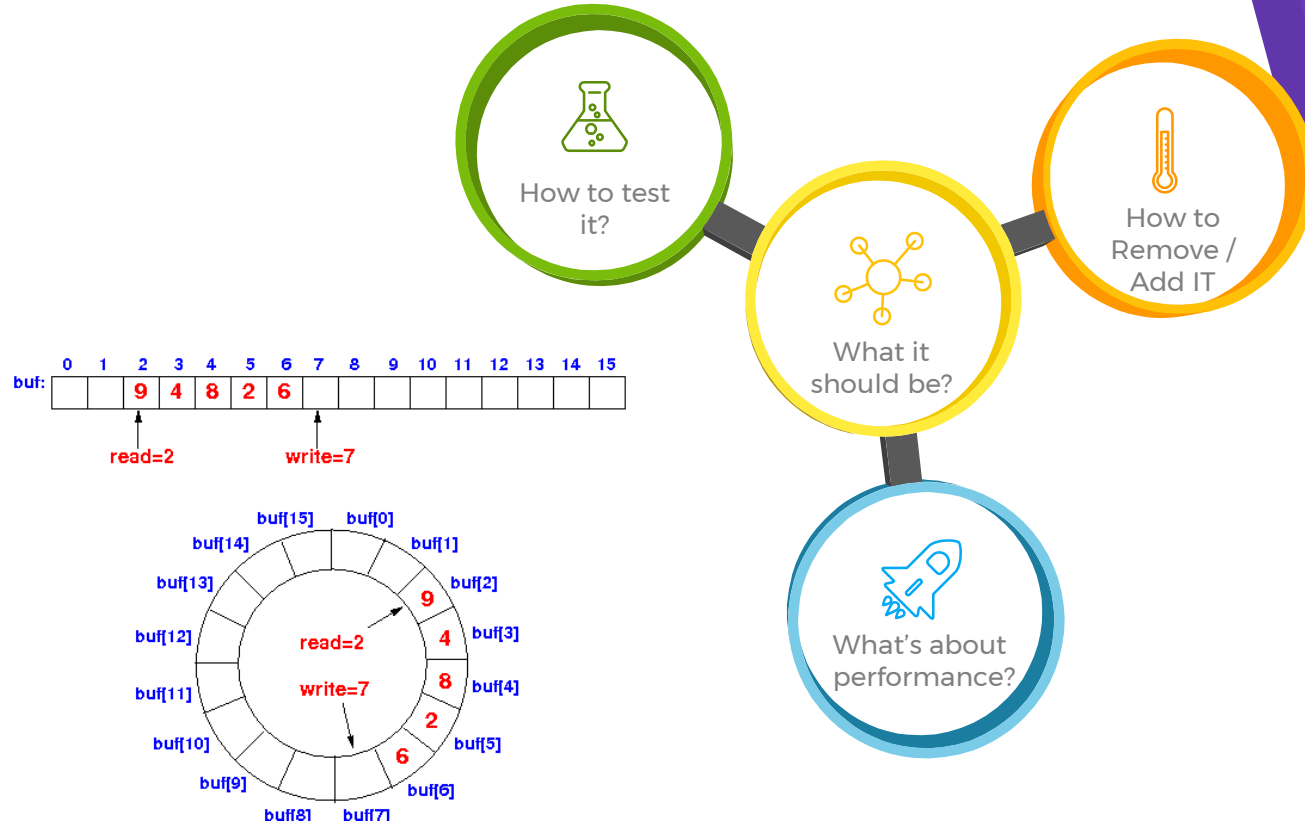 How to test
it?
How to
Remove /
Add IT
What it
should be?
What's about
performance?
0 1 2 3 4 5 6 7 8 9 10 11 12 13 14 15
buf: 9 4 8 2 6
read=2 write=7
buf[15] buf[0]
buf[14] buf[1]
buf[13] buf[2]
9
buf[12] buf[3]
4
read=2
write=7
8
buf[11] buf[4]
2
buf[10] buf[5]
6
buf[9] buf[6]
buf[8] buf[7]